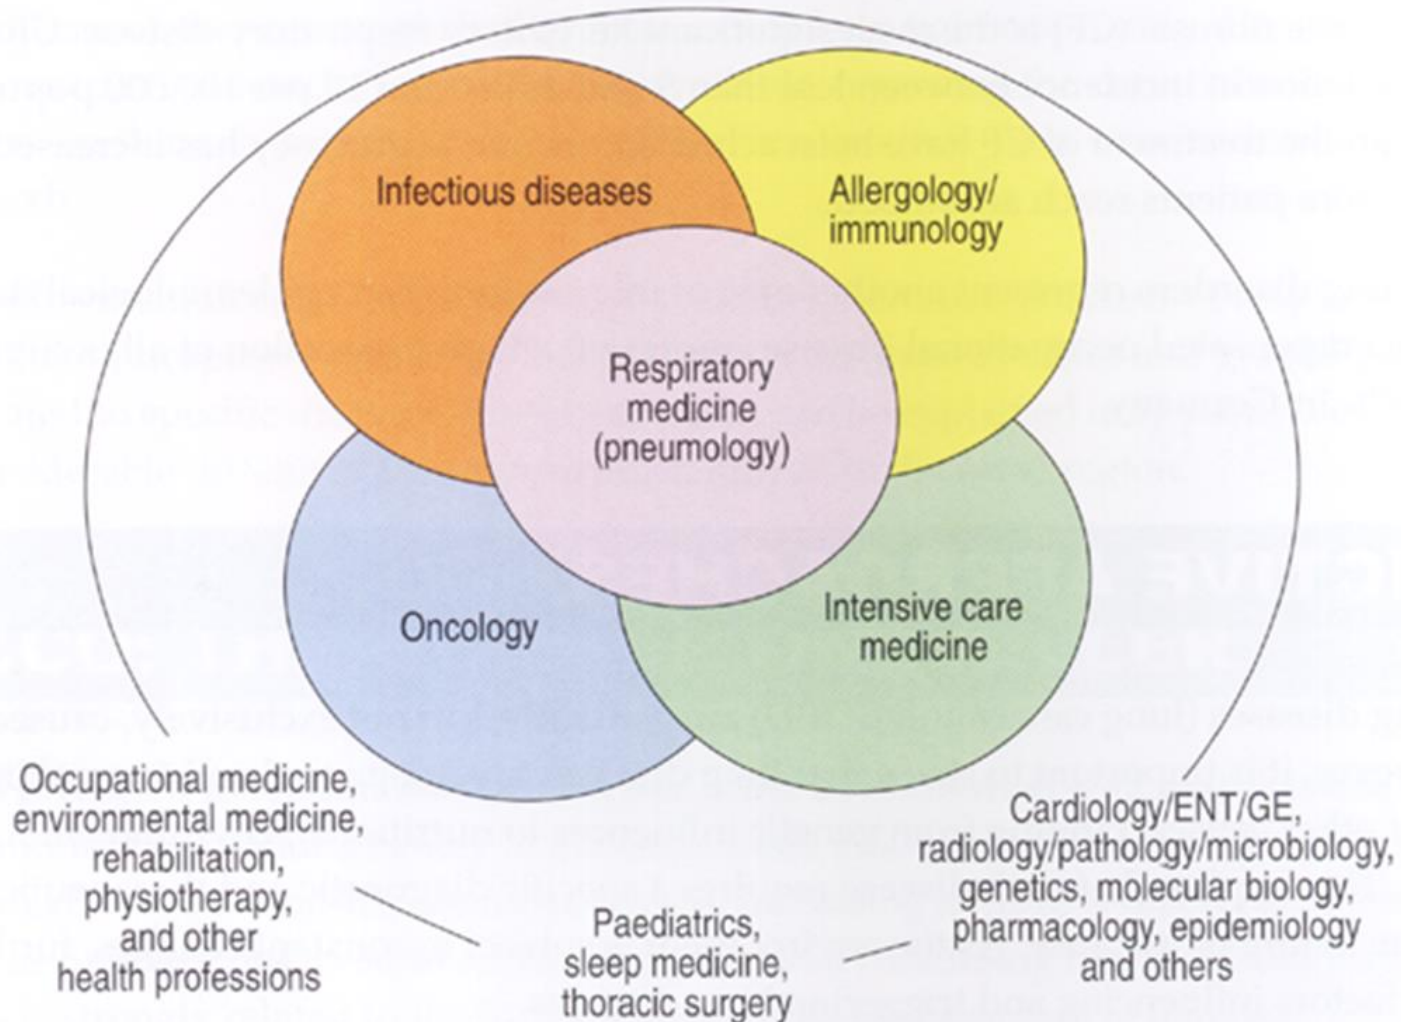 Infectious diseases
Allergology/
immunology
Respiratory
medicine
(pneumology)
Oncology
Intensive care
medicine
Occupational medicine,
environmental medicine,
rehabilitation,
physiotherapy,
and other
health professions
Paediatrics,
sleep medicine,
thoracic surgery
Cardiology/ENT/GE,
radiology/pathology/microbiology,
genetics, molecular biology,
pharmacology, epidemiology
and others